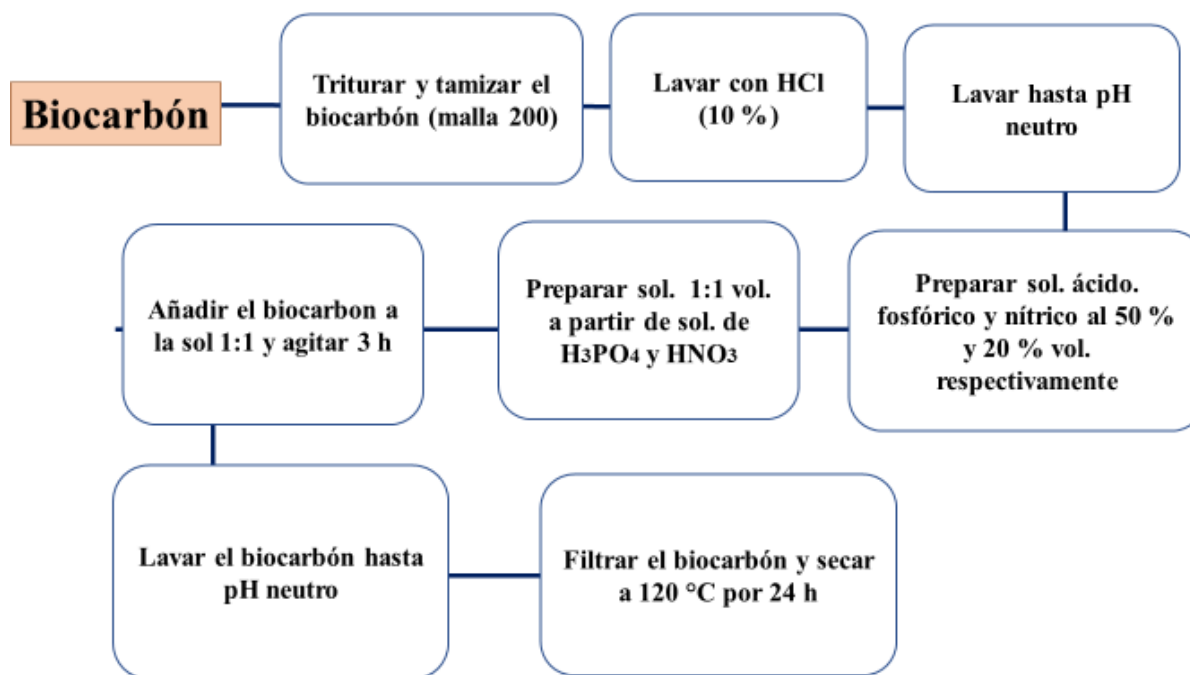 Biocarbón
Triturar y tamizar el
biocarbón (malla 200)
Lavar con HCl
(10 %)
Lavar hasta pH
neutro
Preparar sol. ácido.
fosfórico y nítrico al 50 %
y 20 % vol.
respectivamente
Preparar sol. 1:1 vol.
a partir de sol. de
H3PO4 y HNO3
Añadir el biocarbon a
la sol 1:1 y agitar 3 h
Lavar el biocarbón hasta
pH neutro
Filtrar el biocarbón y secar
a 120 °C por 24 h